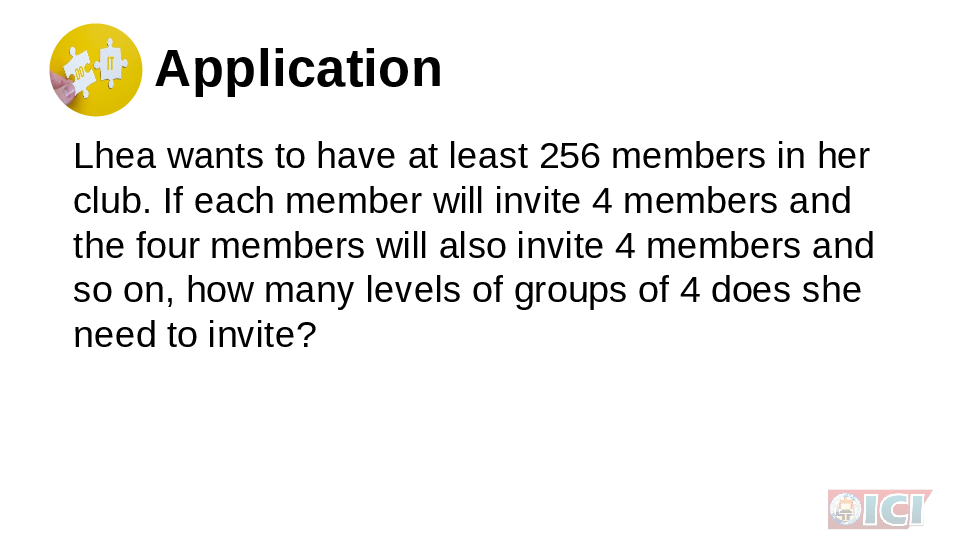 DO IT
Application
Lhea wants to have at least 256 members in her
club. If each member will invite 4 members and
the four members will also invite 4 members and
so on, how many levels of groups of 4 does she
need to invite?
ICI